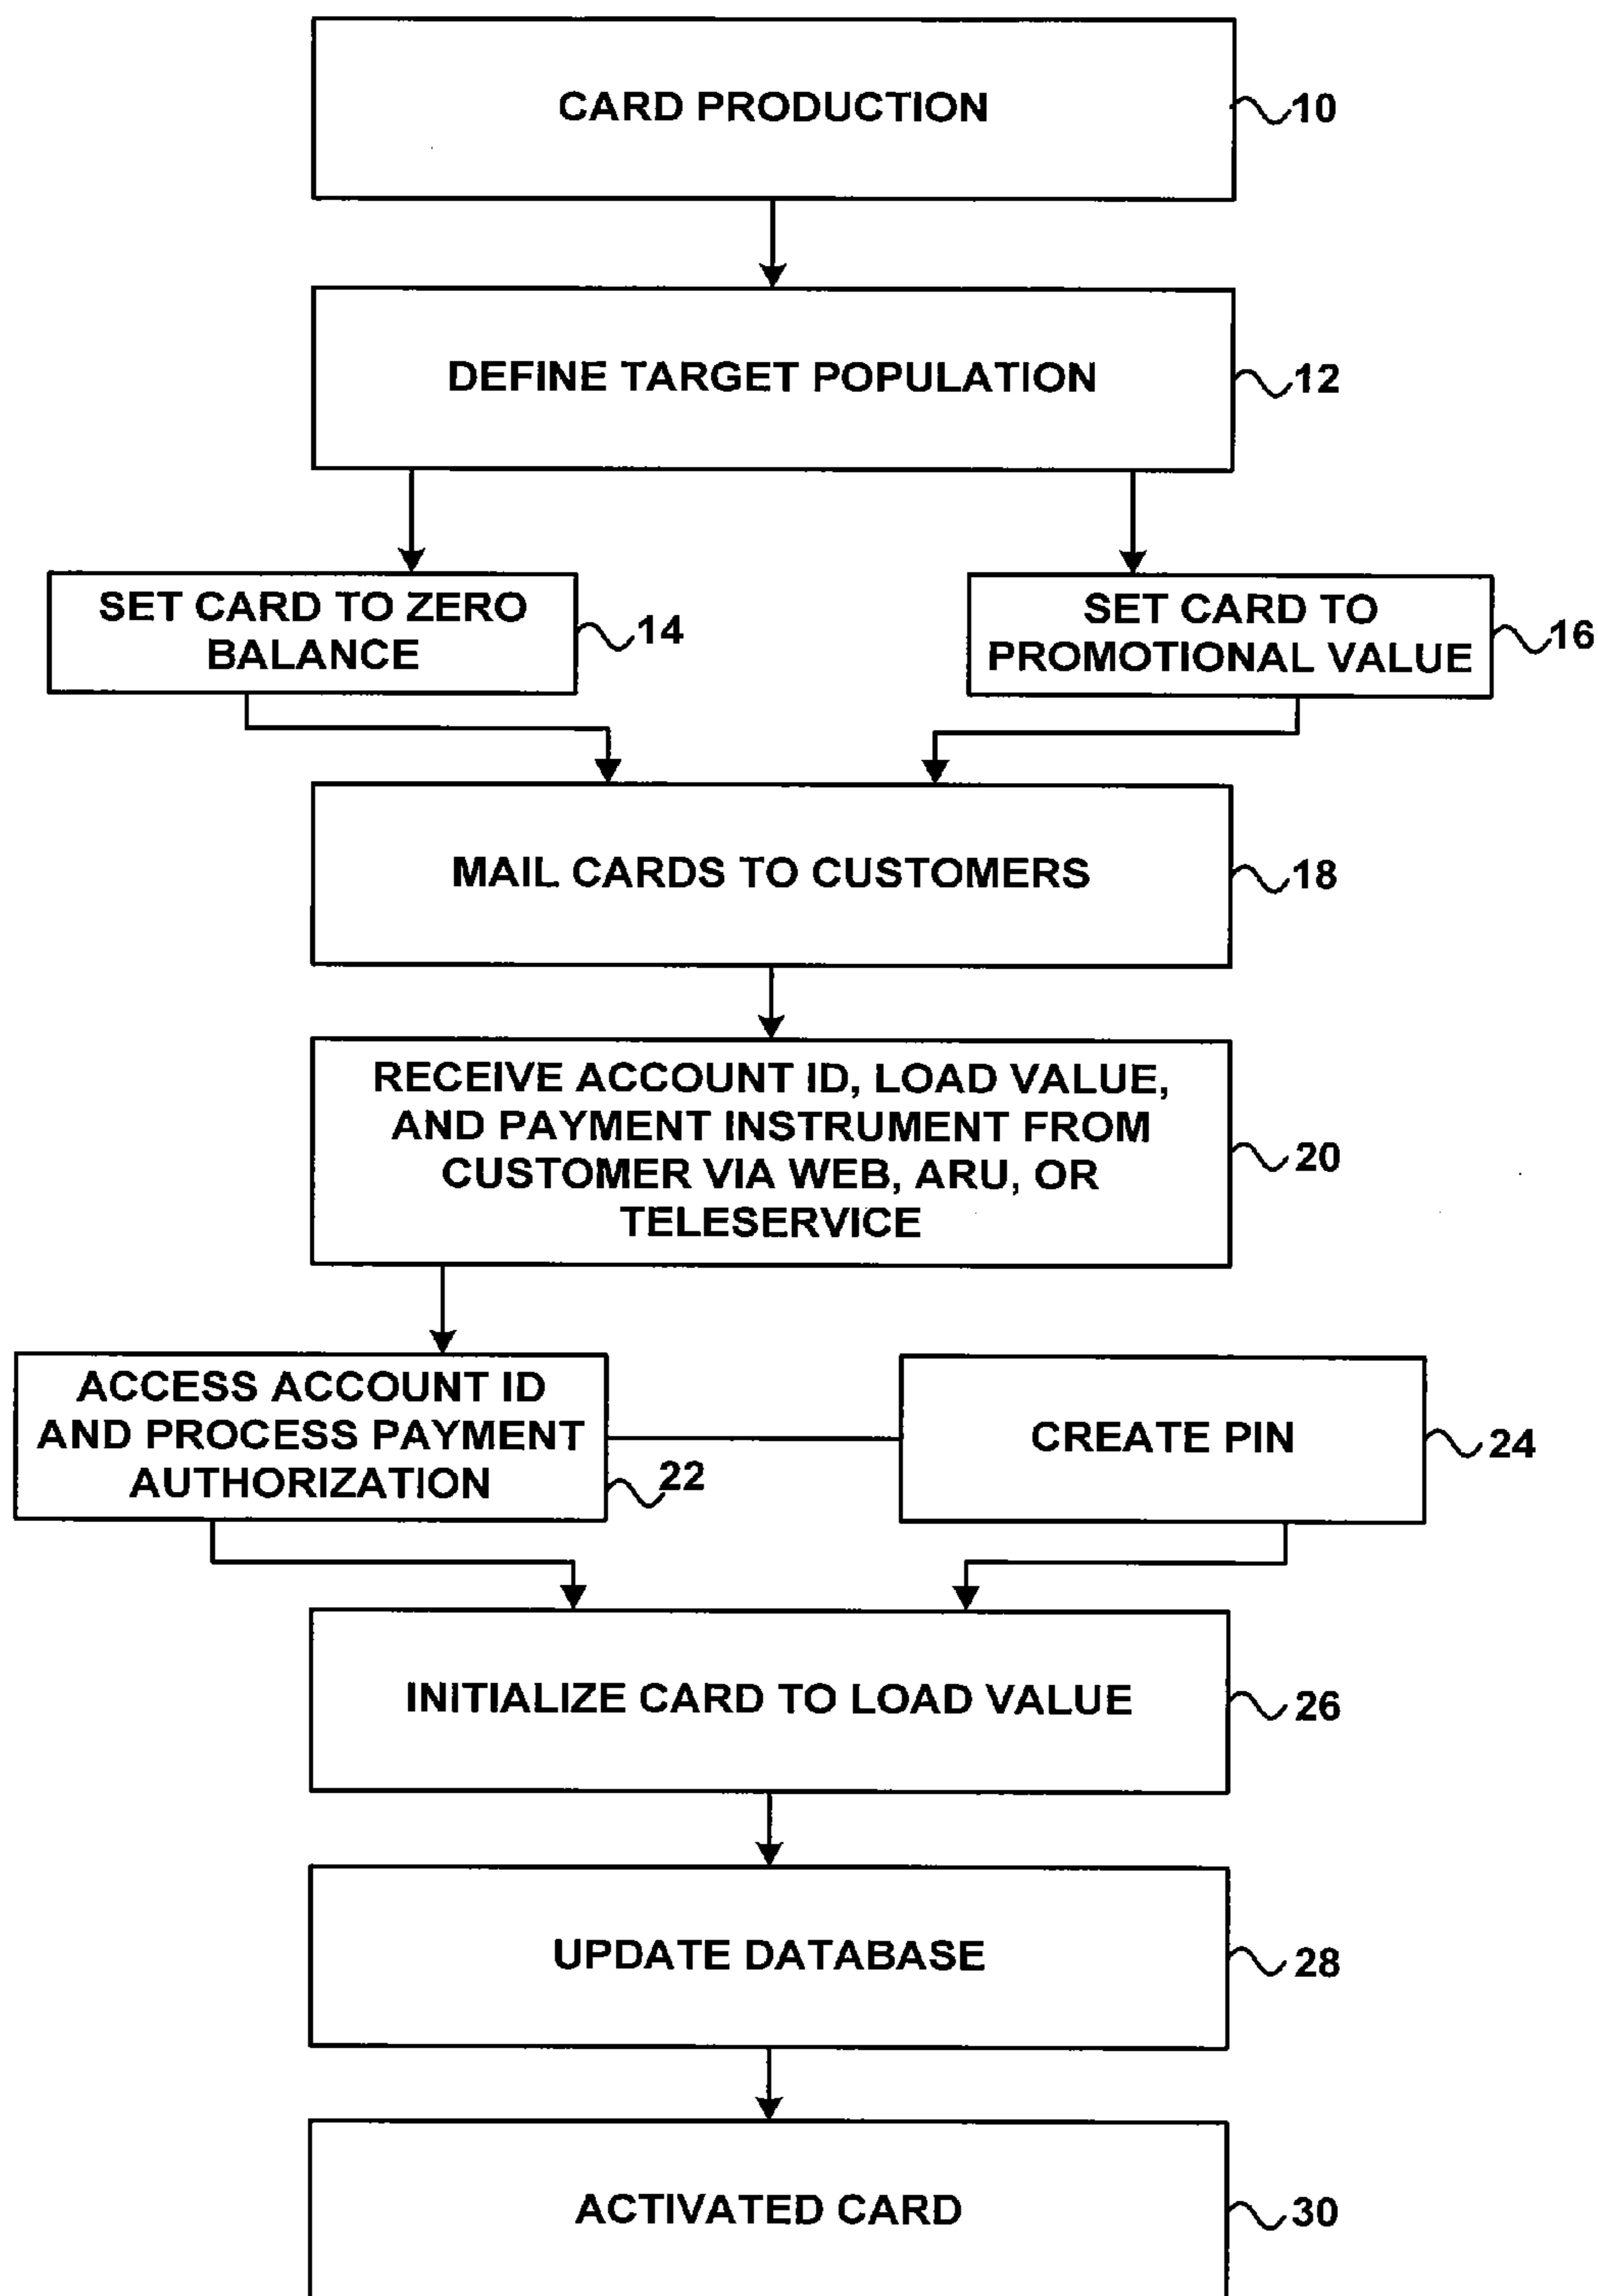 CARD PRODUCTION
10
DEFINE TARGET POPULATION
12
SET CARD TO ZERO
BALANCE
14
SET CARD TO
PROMOTIONAL VALUE
16
MAIL CARDS TO CUSTOMERS
18
RECEIVE ACCOUNT ID, LOAD VALUE,
AND PAYMENT INSTRUMENT FROM
CUSTOMER VIA WEB, ARU, OR
TELESERVICE
20
ACCESS ACCOUNT ID
AND PROCESS PAYMENT
AUTHORIZATION
22
CREATE PIN
24
INITIALIZE CARD TO LOAD VALUE
26
UPDATE DATABASE
28
ACTIVATED CARD
30